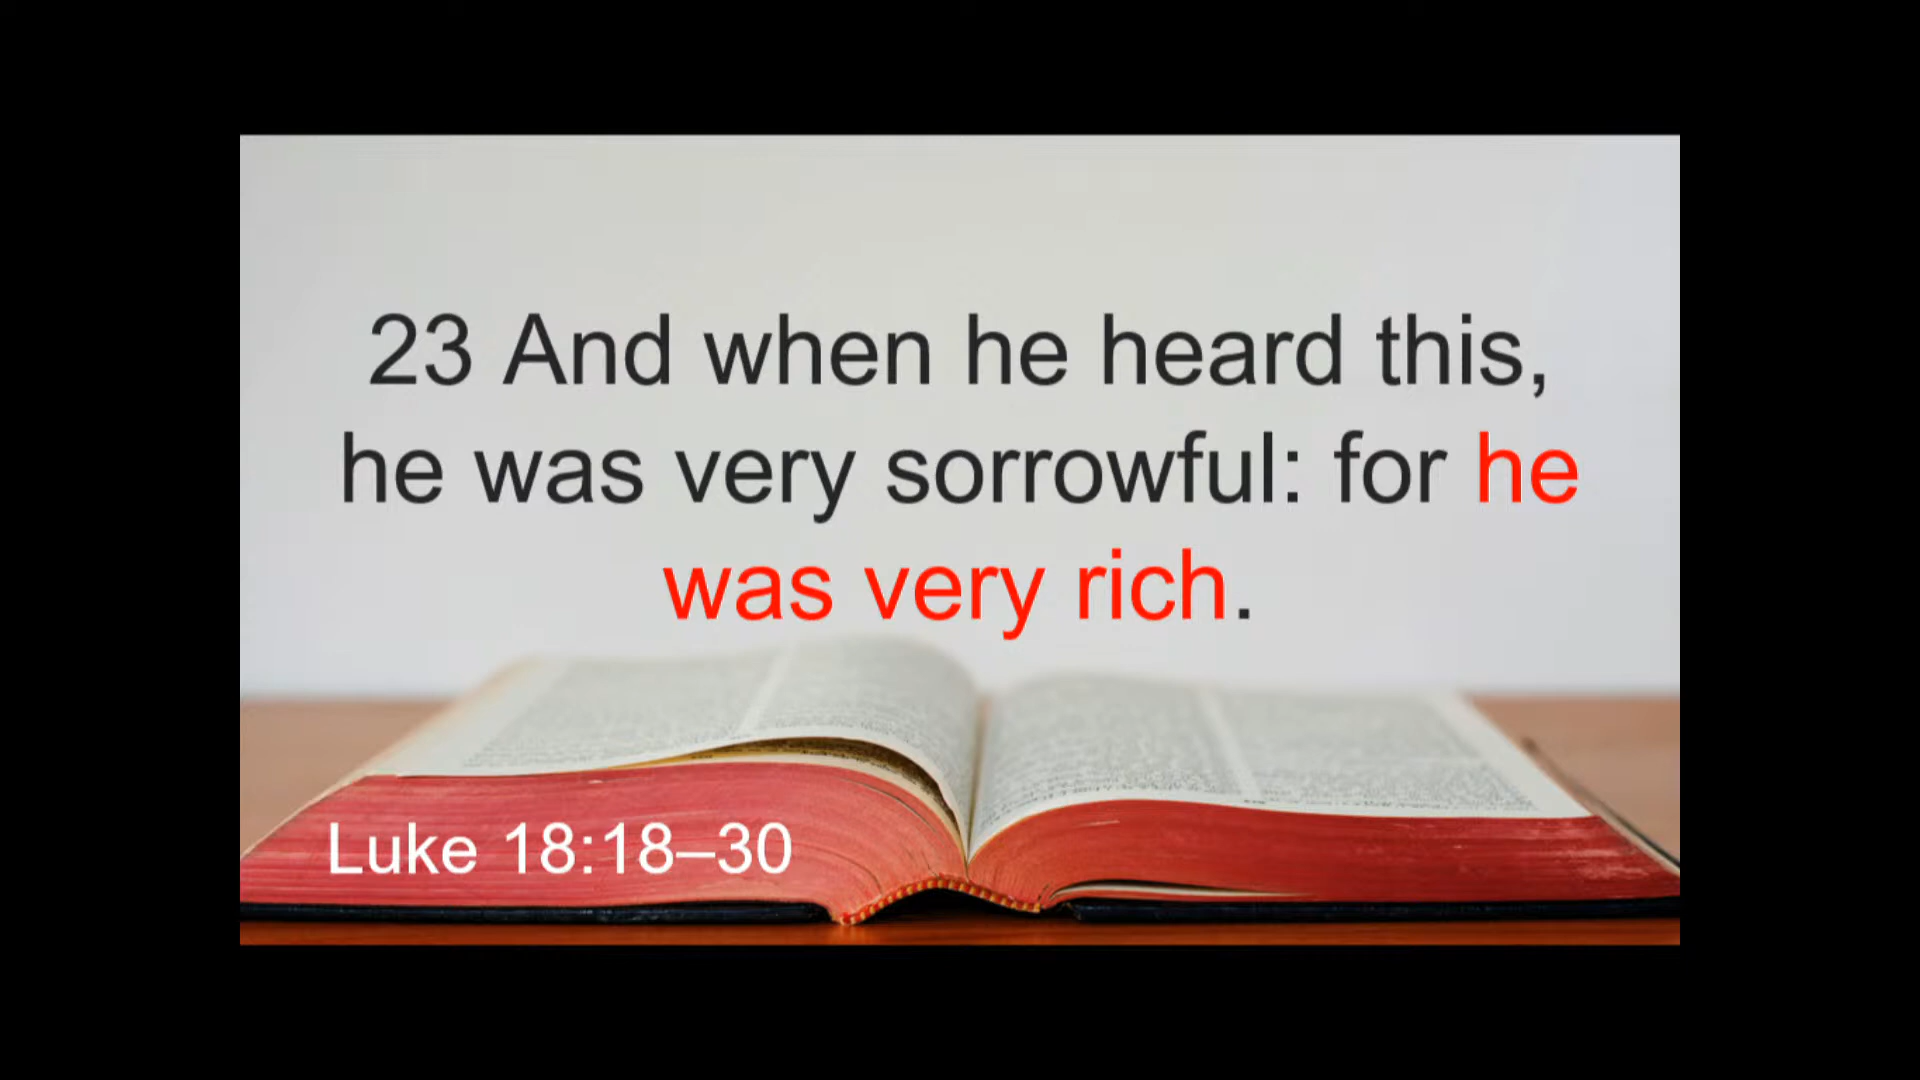 23 And when he heard this,
he was very sorrowful: for he
was very rich.
Luke 18:18–30